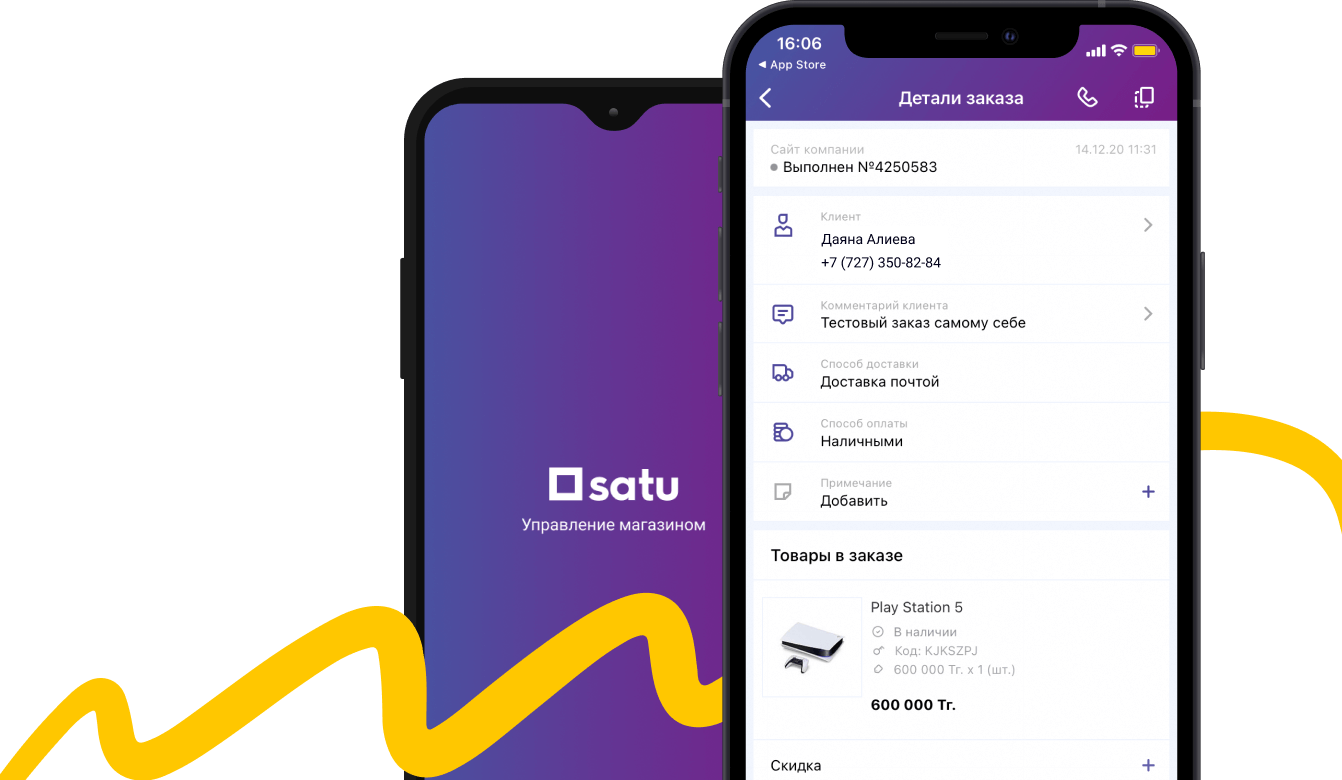 satu
Управление магазином
16:06
◀ App Store
Детали заказа
Сайт компании
14.12.20 11:31
Выполнен №4250583
Клиент
Даяна Алиева
+7 (727) 350-82-84
Комментарий клиента
Тестовый заказ самому себе
Способ доставки
Доставка почтой
Способ оплаты
Наличными
Примечание
Добавить
+
Товары в заказе
Play Station 5
В наличии
Код: KJKSZPJ
600 000 Тг. x 1 (шт.)
600 000 Тг.
Скидка
+